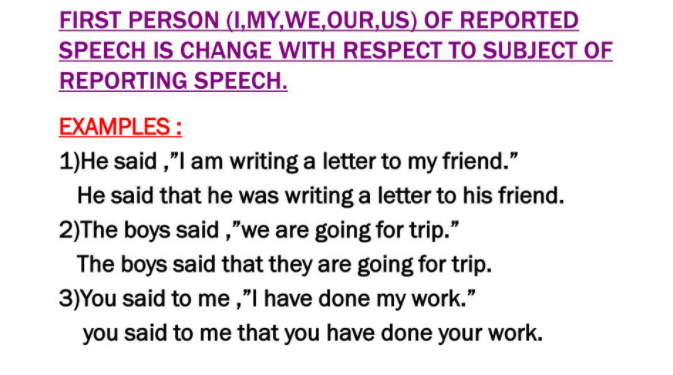 FIRST PERSON (I,MY,WE,OUR,US) OF REPORTED
SPEECH IS CHANGE WITH RESPECT TO SUBJECT OF
REPORTING SPEECH.
EXAMPLES :
1)He said ,”I am writing a letter to my friend.”
He said that he was writing a letter to his friend.
2)The boys said ,”we are going for trip.”
The boys said that they are going for trip.
3)You said to me ,”I have done my work.”
you said to me that you have done your work.